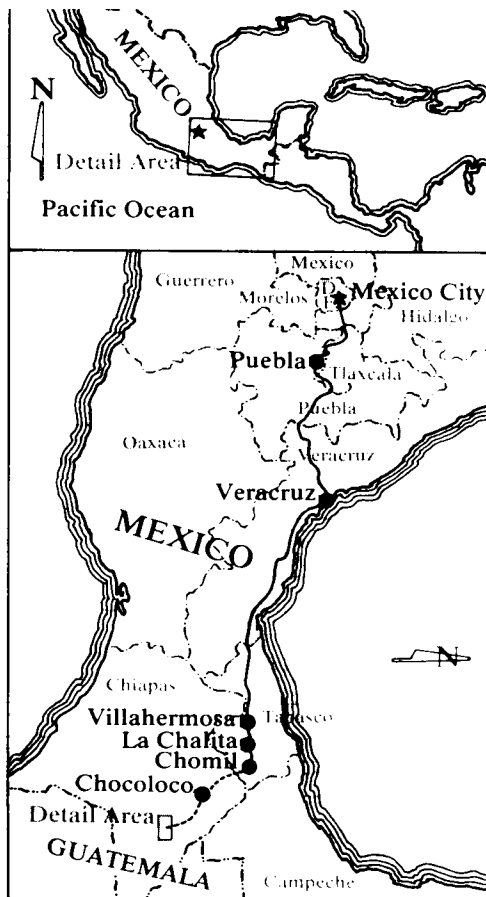 MEXICO
N
Detail Area
Pacific Ocean
Mexico
Guerrero
D
F
Mexico City
Morelos
Hidalgo
Puebla
Tlaxcala
Puebla
Oaxaca
Veracruz
Veracruz
MEXICO
N
Chiapas
Villahermosa
Tabasco
La Chalita
Chomil
Chocoloco
Detail Area
GUATEMALA
Campeche